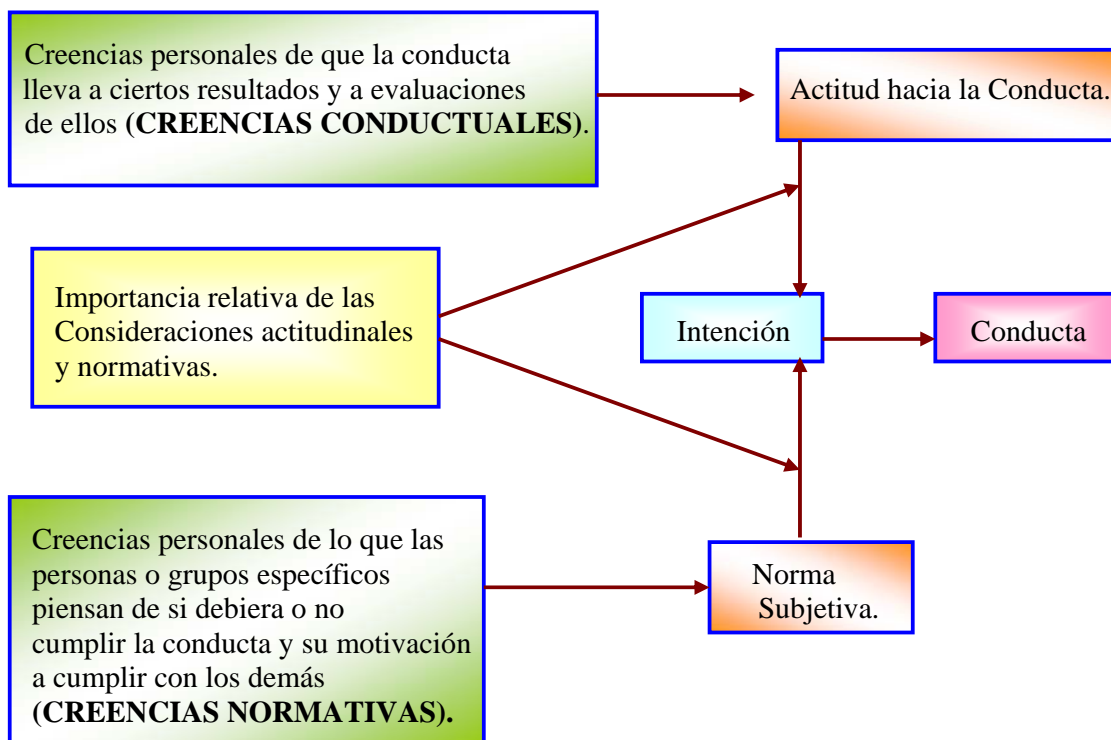 Creencias personales de que la conducta
lleva a ciertos resultados y a evaluaciones
de ellos (CREENCIAS CONDUCTUALES).
Actitud hacia la Conducta.
Importancia relativa de las
Consideraciones actitudinales
y normativas.
Intención
Conducta
Creencias personales de lo que las
personas o grupos específicos
piensan de si debiera o no
cumplir la conducta y su motivación
a cumplir con los demás
(CREENCIAS NORMATIVAS).
Norma
Subjetiva.